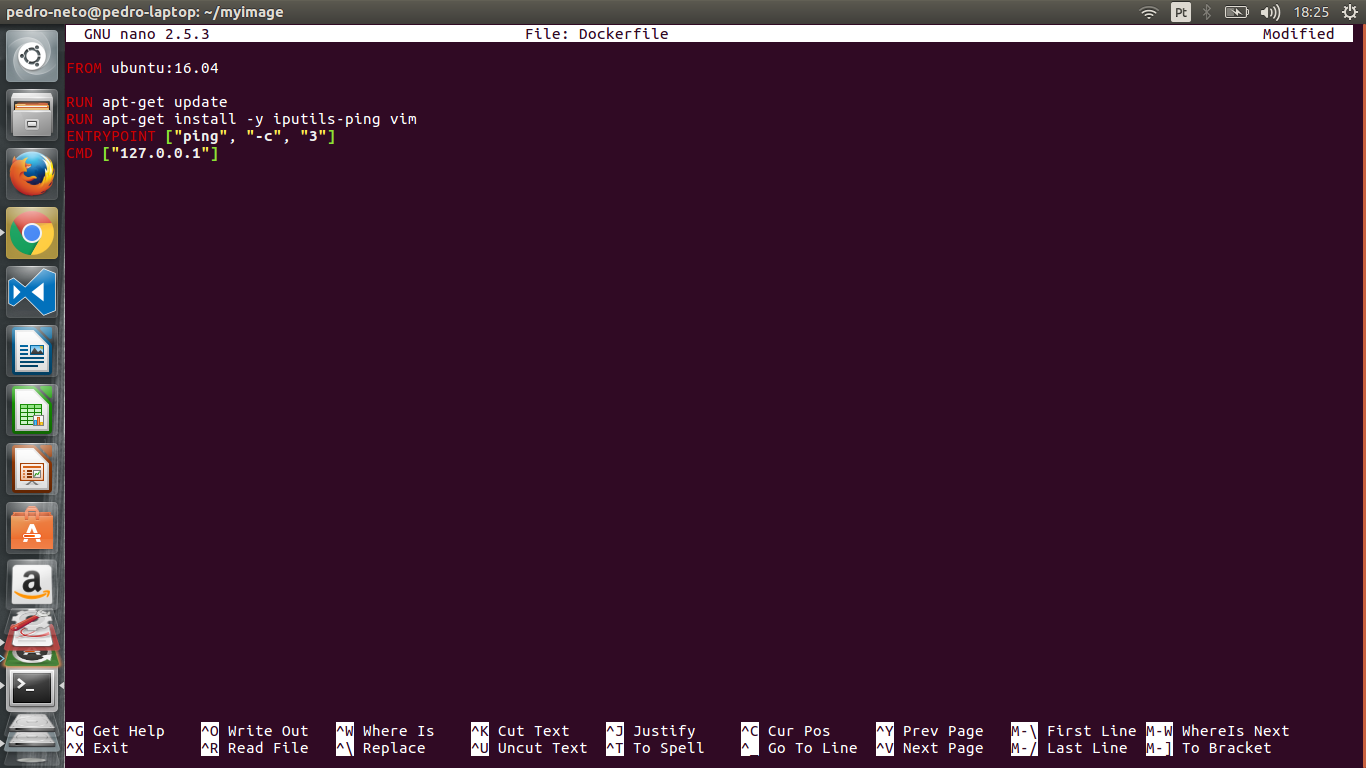 pedro-neto@pedro-laptop: ~/myimage
Pt
18:25
GNU nano 2.5.3 File: Dockerfile Modified
FROM ubuntu:16.04
RUN apt-get update
RUN apt-get install -y iputils-ping vim
ENTRYPOINT ["ping", "-c", "3"]
CMD ["127.0.0.1"]
^G Get Help ^O Write Out ^W Where Is ^K Cut Text ^J Justify ^C Cur Pos ^Y Prev Page M-\ First Line M-W WhereIs Next
^X Exit ^R Read File ^\ Replace ^U Uncut Text ^T To Spell ^_ Go To Line ^V Next Page M-/ Last Line M-] To Bracket